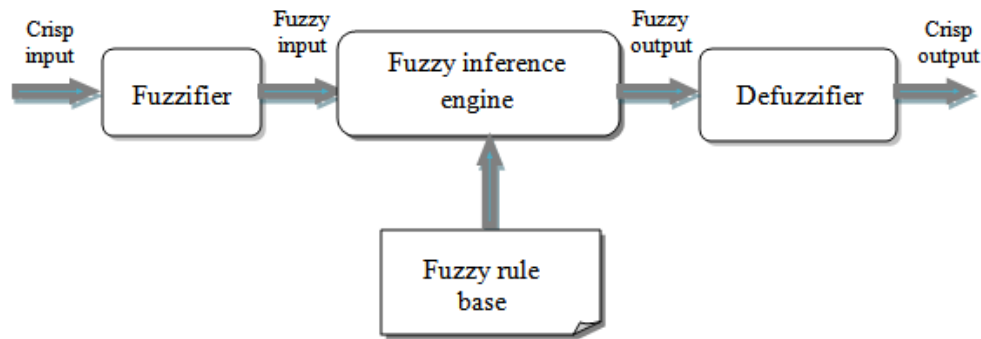 Crisp
input
Fuzzifier
Fuzzy
input
Fuzzy inference
engine
Fuzzy
output
Defuzzifier
Crisp
output
Fuzzy rule
base